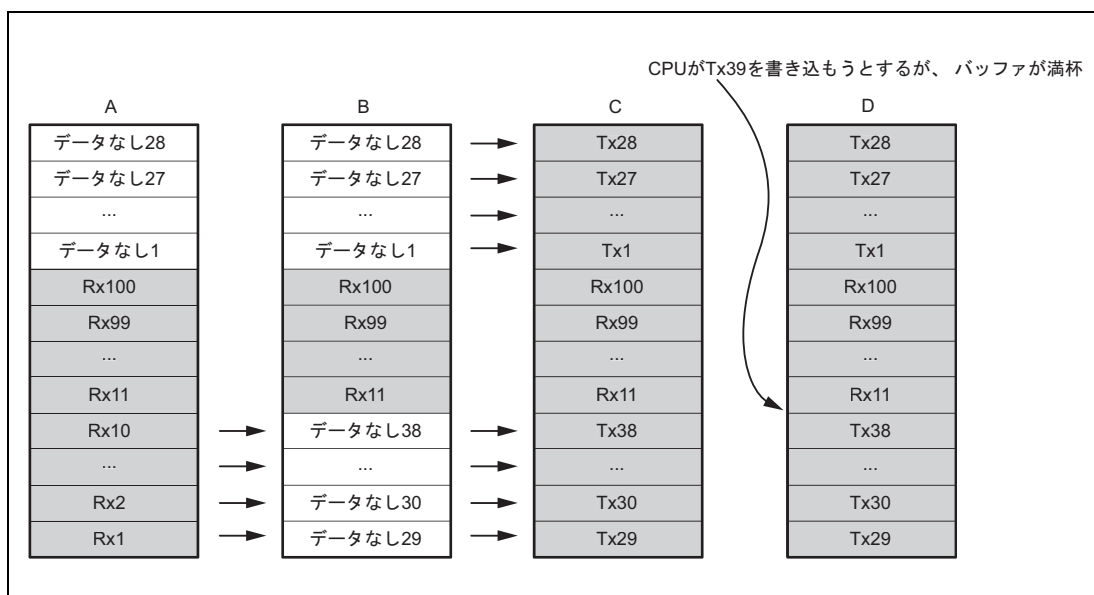 CPUがTx39を書き込もうとするが、 バッファが満杯
A
データなし28
データなし27
...
データなし1
Rx100
Rx99
...
Rx11
Rx10
...
Rx2
Rx1
B
データなし28
データなし27
...
データなし1
Rx100
Rx99
...
Rx11
データなし38
...
データなし30
データなし29
C
Tx28
Tx27
...
Tx1
Rx100
Rx99
...
Rx11
Tx38
...
Tx30
Tx29
D
Tx28
Tx27
...
Tx1
Rx100
Rx99
...
Rx11
Tx38
...
Tx30
Tx29